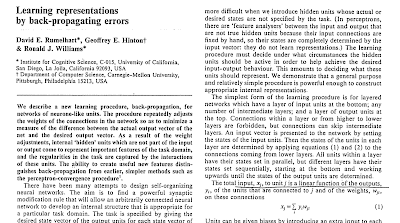 Learning representations
by back-propagating errors
David E. Rumelhart*, Geoffrey E. Hinton†
& Ronald J. Williams*
* Institute for Cognitive Science, C-015, University of California,
San Diego, La Jolla, California 92093, USA
† Department of Computer Science, Carnegie-Mellon University,
Pittsburgh, Philadelphia 15213, USA
We describe a new learning procedure, back-propagation, for
networks of neurone-like units. The procedure repeatedly adjusts
the weights of the connections in the network so as to minimize a
measure of the difference between the actual output vector of the
net and the desired output vector. As a result of the weight
adjustments, internal 'hidden' units which are not part of the input
or output come to represent important features of the task domain,
and the regularities in the task are captured by the interactions
of these units. The ability to create useful new features distin-
guishes back-propagation from earlier, simpler methods such as
the perceptron-convergence procedure¹.
There have been many attempts to design self-organizing
neural networks. The aim is to find a powerful synaptic
modification rule that will allow an arbitrarily connected neural
network to develop an internal structure that is appropriate for
a particular task domain. The task is specified by giving the
desired state vector of the output units for each state vector of
more difficult when we introduce hidden units whose actual or
desired states are not specified by the task. (In perceptrons,
there are 'feature analysers' between the input and output that
are not true hidden units because their input connections are
fixed by hand, so their states are completely determined by the
input vector: they do not learn representations.) The learning
procedure must decide under what circumstances the hidden
units should be active in order to help achieve the desired
input-output behaviour. This amounts to deciding what these
units should represent. We demonstrate that a general purpose
and relatively simple procedure is powerful enough to construct
appropriate internal representations.
The simplest form of the learning procedure is for layered
networks which have a layer of input units at the bottom; any
number of intermediate layers; and a layer of output units at
the top. Connections within a layer or from higher to lower
layers are forbidden, but connections can skip intermediate
layers. An input vector is presented to the network by setting
the states of the input units. Then the states of the units in each
layer are determined by applying equations (1) and (2) to the
connections coming from lower layers. All units within a layer
have their states set in parallel, but different layers have their
states set sequentially, starting at the bottom and working
upwards until the states of the output units are determined.
The total input, xⱼ, to unit j is a linear function of the outputs,
yᵢ, of the units that are connected to j and of the weights, wⱼᵢ,
on these connections
xⱼ = ∑ yᵢwⱼᵢ (1)
Units can be given biases by introducing an extra input to each